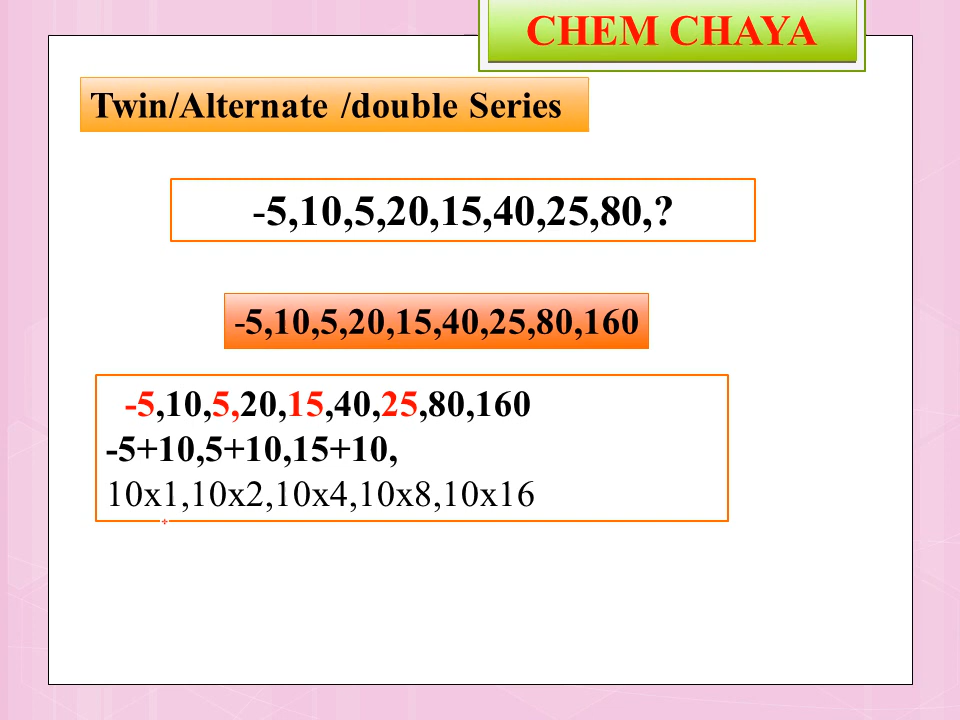 CHEM CHAYA
Twin/Alternate /double Series
-5,10,5,20,15,40,25,80,?
-5,10,5,20,15,40,25,80,160
-5,10,5,20,15,40,25,80,160
-5+10,5+10,15+10,
10x1,10x2,10x4,10x8,10x16